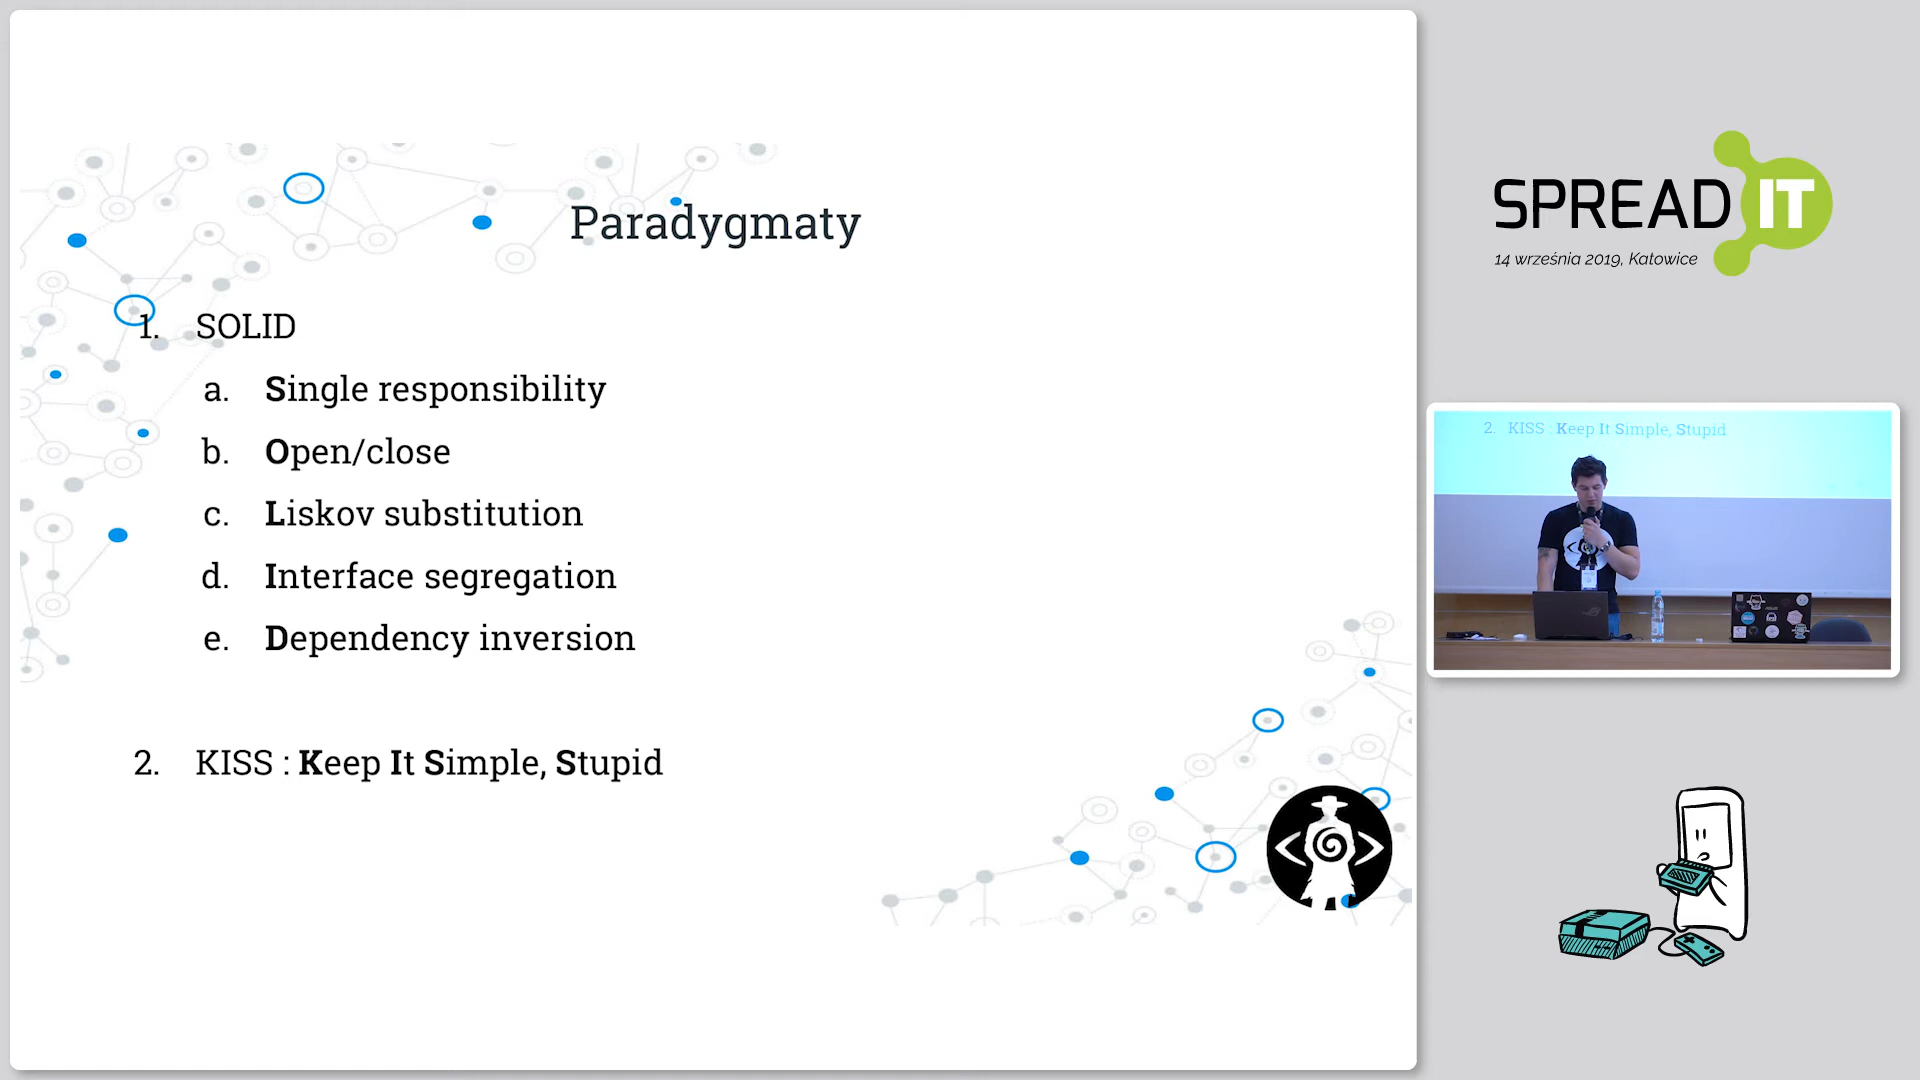 Paradygmaty
1. SOLID
a. Single responsibility
b. Open/close
c. Liskov substitution
d. Interface segregation
e. Dependency inversion
2. KISS : Keep It Simple, Stupid
SPREAD IT
14 września 2019, Katowice
2. KISS : Keep It Simple, Stupid